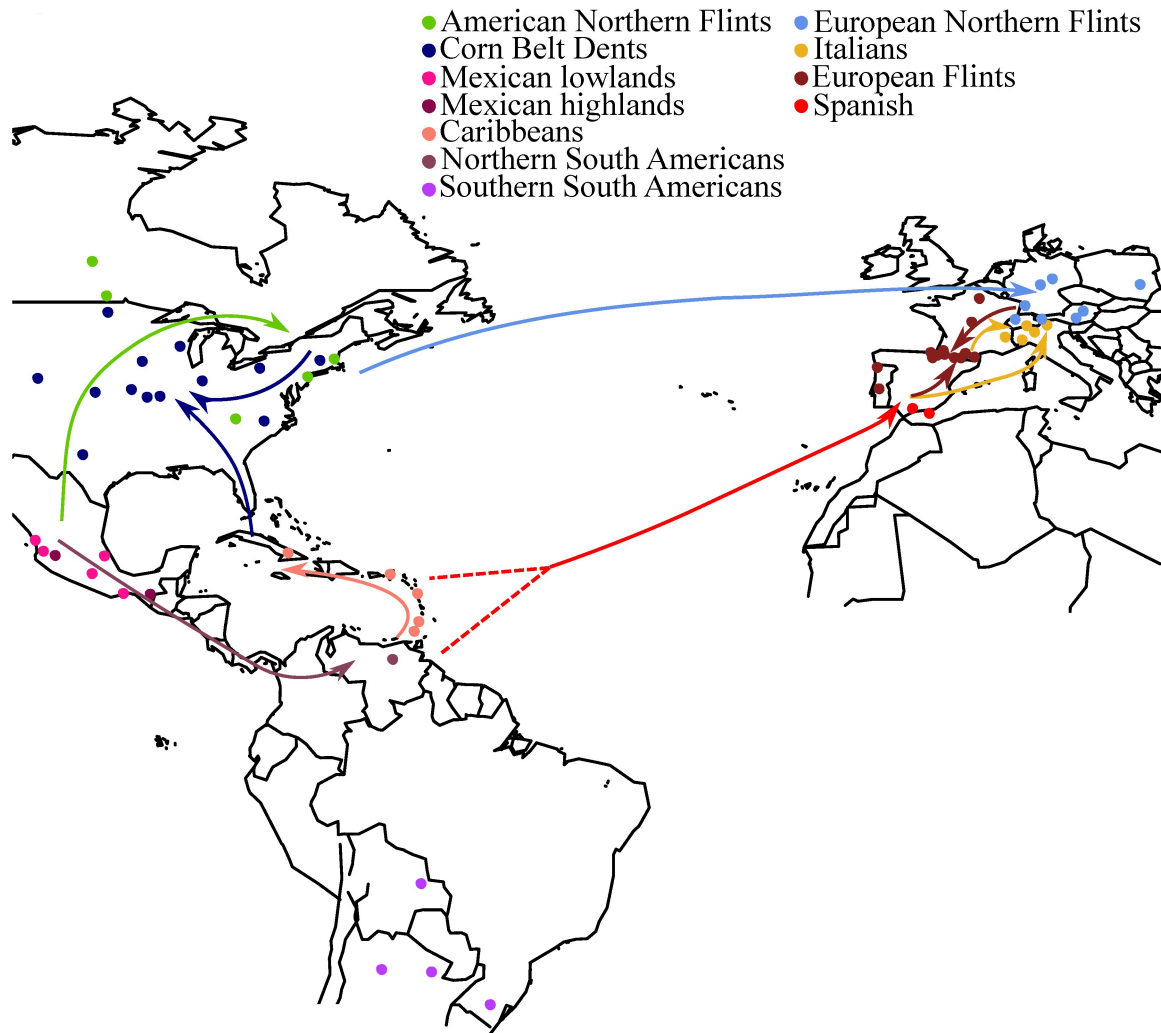 American Northern Flints
Corn Belt Dents
Mexican lowlands
Mexican highlands
Caribbeans
Northern South Americans
Southern South Americans
European Northern Flints
Italians
European Flints
Spanish